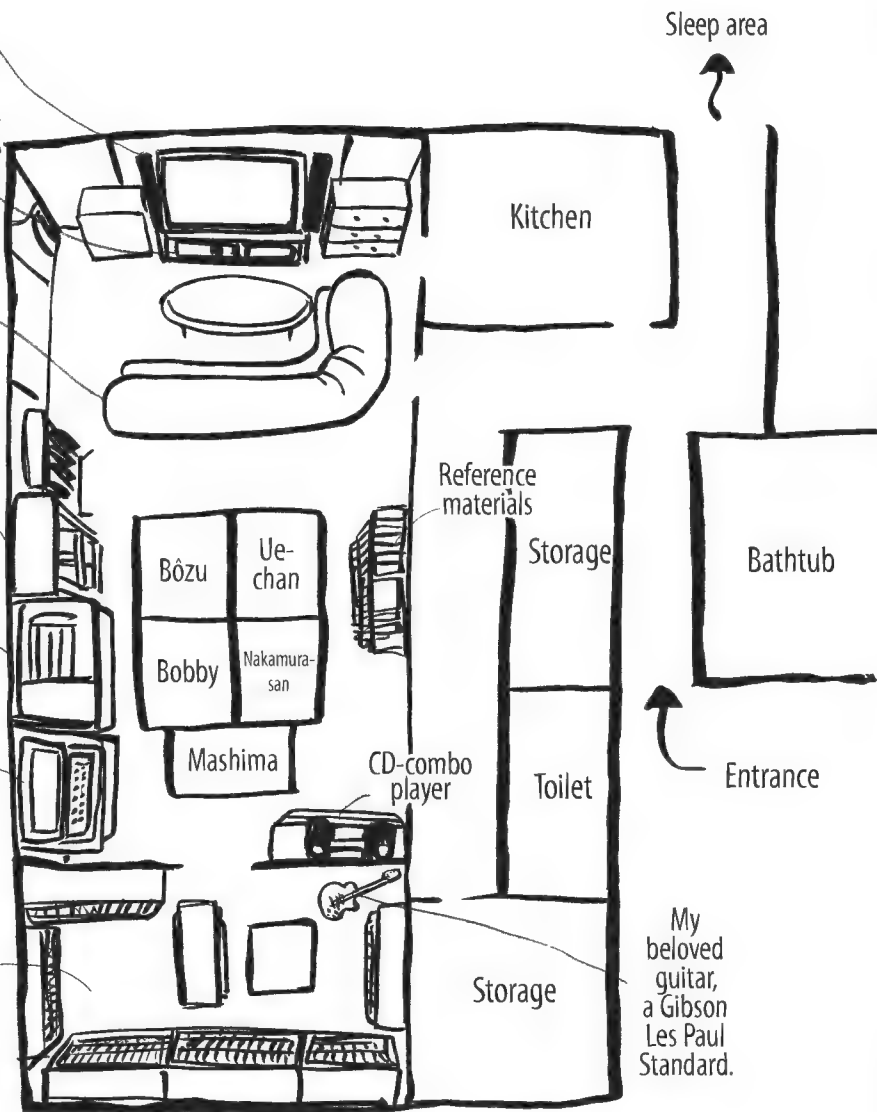 Sleep area
Kitchen
Reference
materials
Bôzu
Ue-
chan
Storage
Bathtub
Bobby
Nakamura-
san
Mashima
CD-combo
player
Toilet
Entrance
Storage
My
beloved
guitar,
a Gibson
Les Paul
Standard.